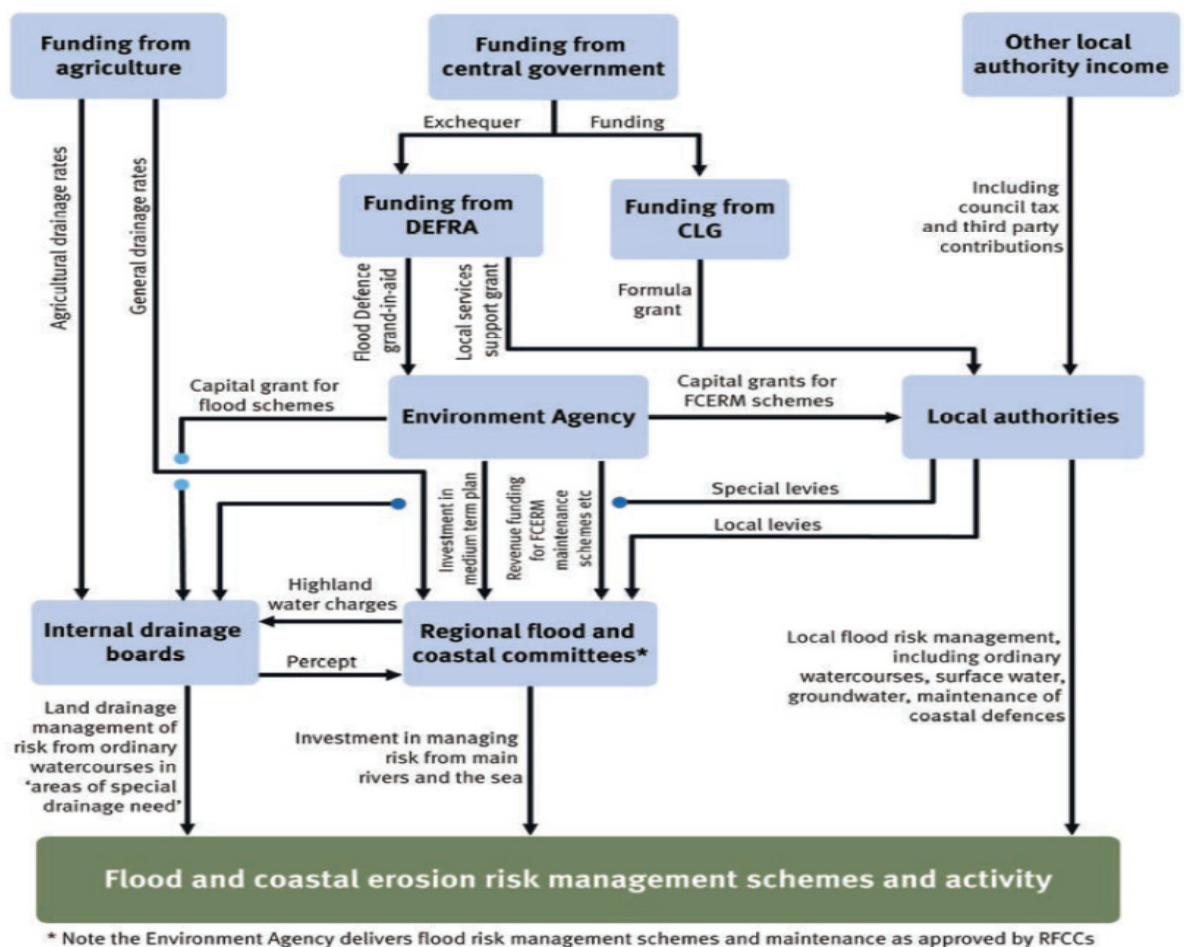 Funding from
agriculture
Funding from
central government
Other local
authority income
Exchequer
Funding
Agricultural drainage rates
General drainage rates
Funding from
DEFRA
Funding from
CLG
Including
council tax
and third party
contributions
Flood Defence
grand-in-aid
Local services
support grant
Formula
grant
Capital grant for
flood schemes
Environment Agency
Capital grants for
FCERM schemes
Local authorities
Investment in
medium term plan
Revenue funding
for FCERM
maintenance
schemes etc
Special levies
Local levies
Highland
water charges
Internal drainage
boards
Percept
Regional flood and
coastal committees*
Local flood risk management,
including ordinary
watercourses, surface water,
groundwater, maintenance of
coastal defences
Land drainage
management of
risk from ordinary
watercourses in
‘areas of special
drainage need’
Investment in managing
risk from main
rivers and the sea
Flood and coastal erosion risk management schemes and activity
* Note the Environment Agency delivers flood risk management schemes and maintenance as approved by RFCCs